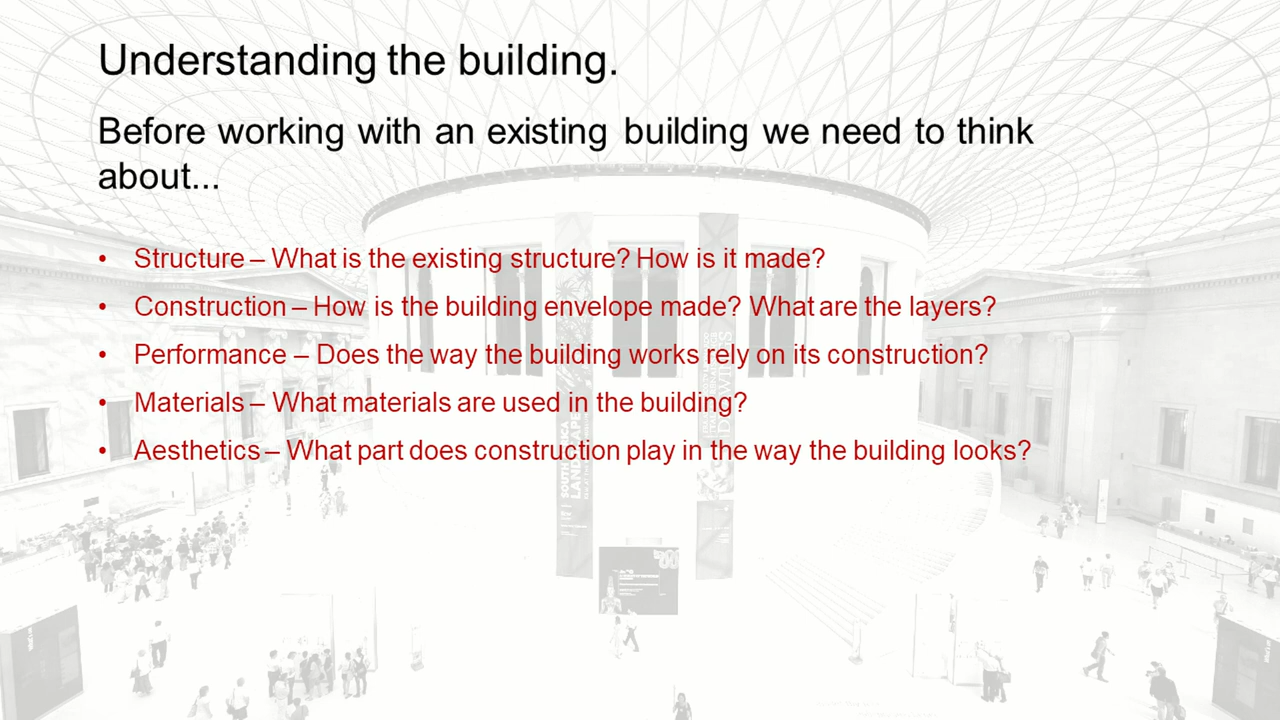 Understanding the building.
Before working with an existing building we need to think
about...
• Structure – What is the existing structure? How is it made?
• Construction – How is the building envelope made? What are the layers?
• Performance – Does the way the building works rely on its construction?
• Materials – What materials are used in the building?
• Aesthetics – What part does construction play in the way the building looks?